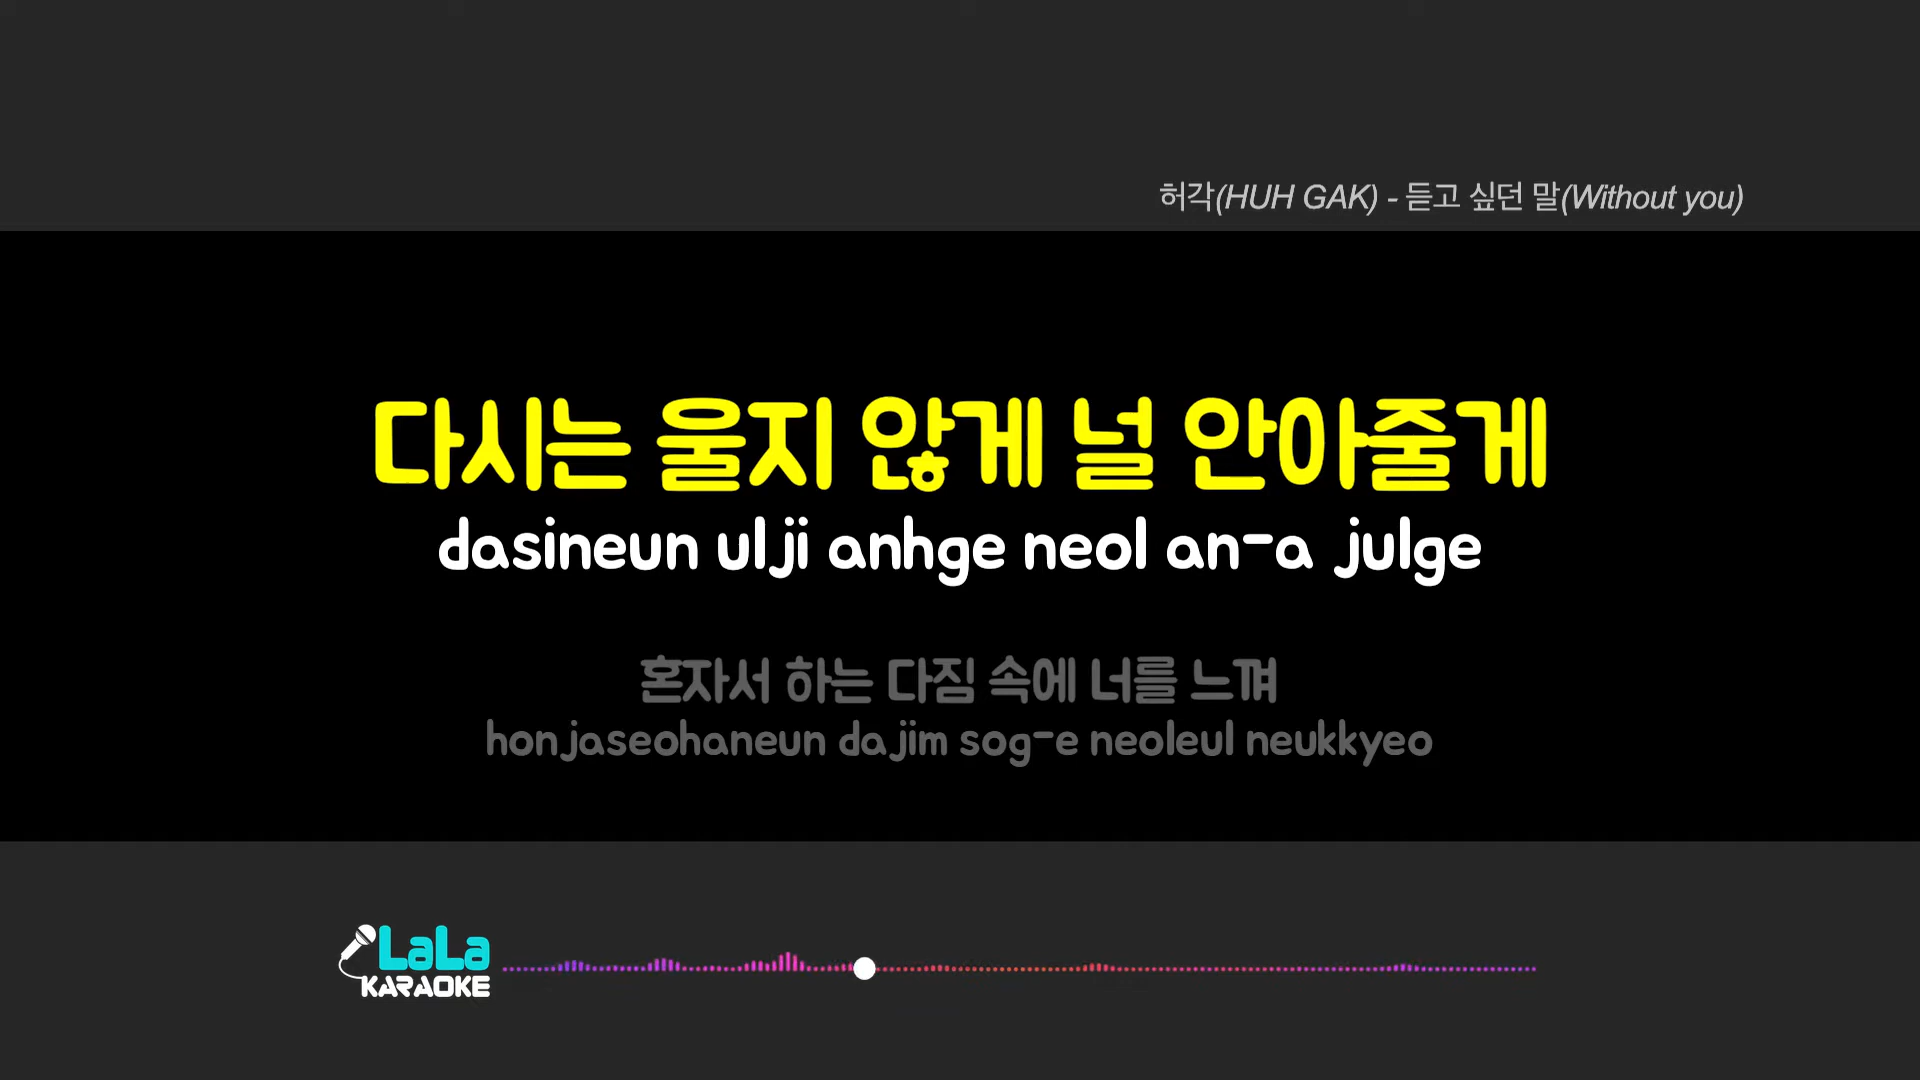 허각(HUH GAK) - 듣고 싶던 말(Without you)
다시는 울지 않게 널 안아줄게
dasineun ulji anhge neol an-a julge
혼자서 하는 다짐 속에 너를 느껴
honjaseohaneun dajim sog-e neoleul neukkyeo
LaLa
KARAOKE